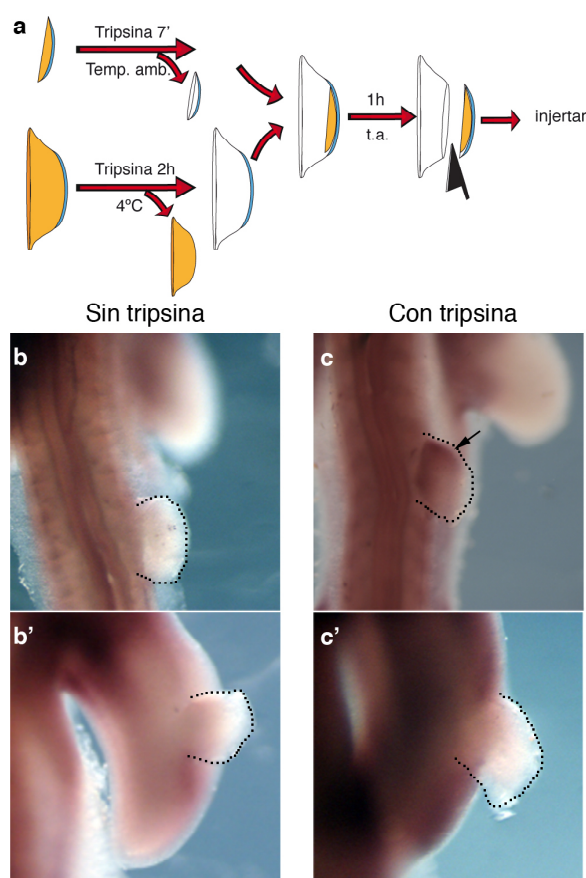 a
Tripsina 7’
Temp. amb.
1h
t.a.
injertar
Tripsina 2h
4ºC
Sin tripsina
Con tripsina
b
c
b’
c’